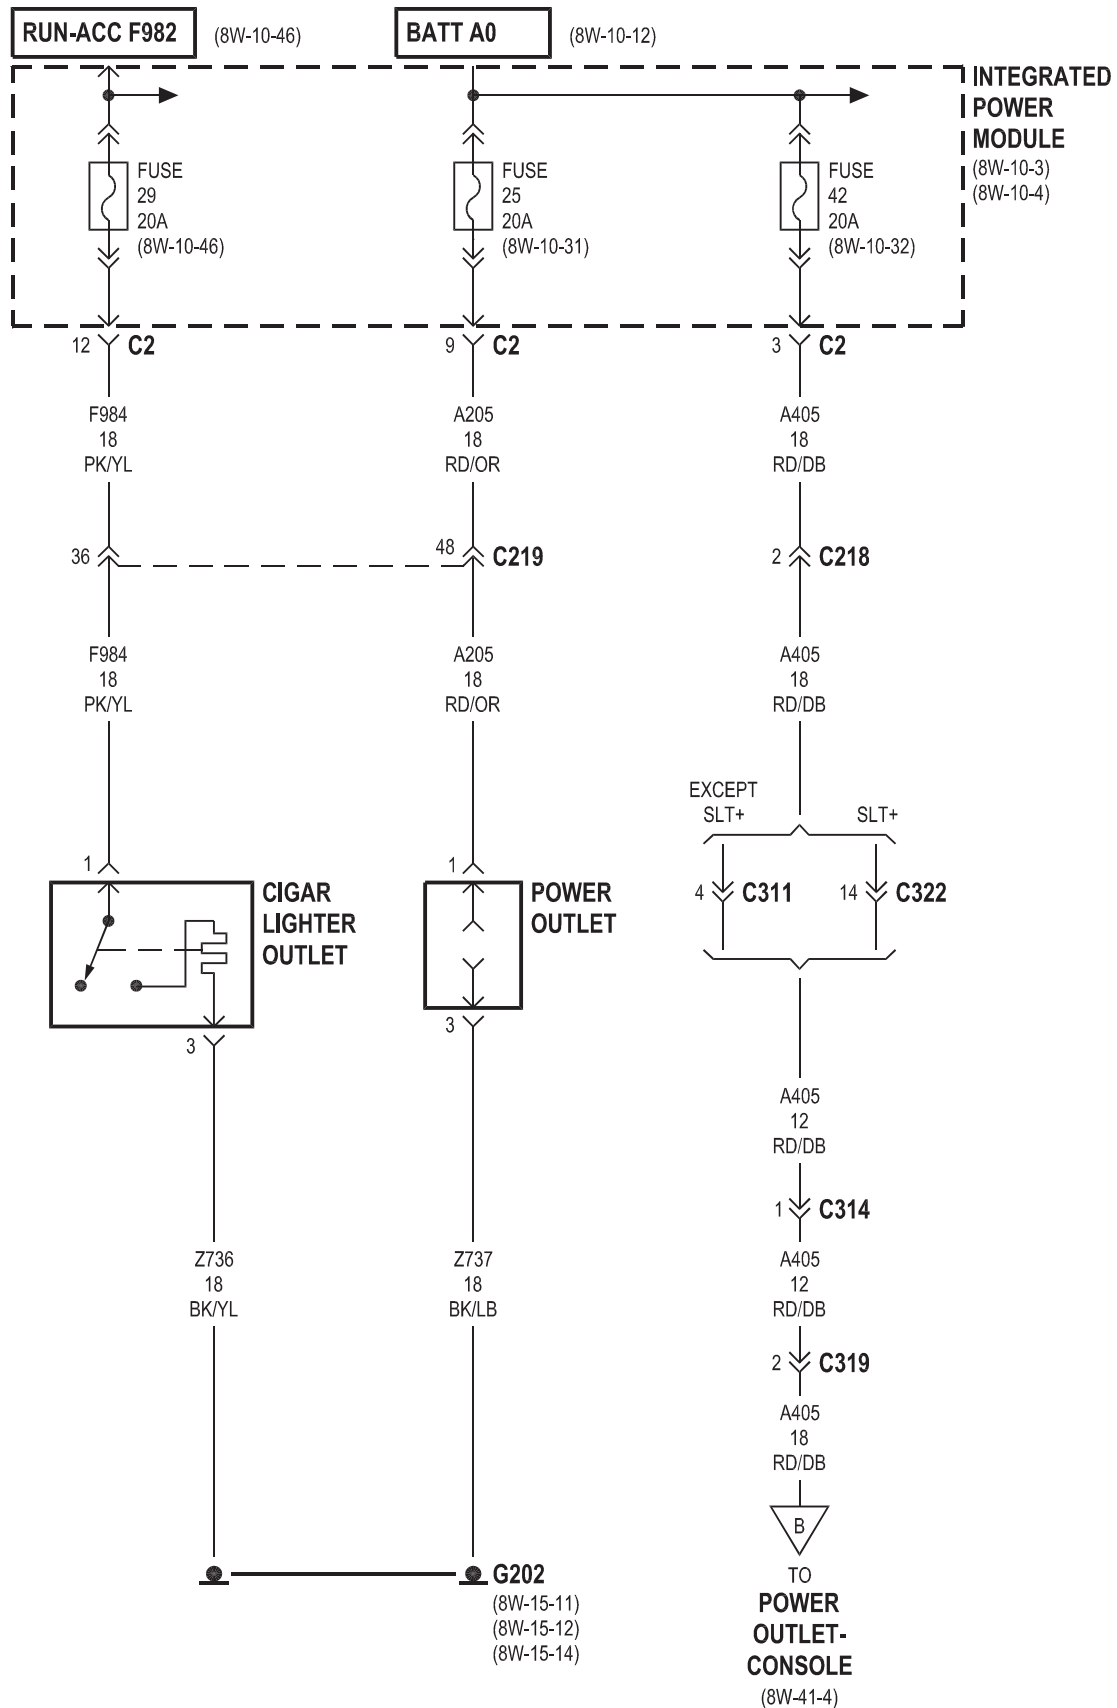 RUN-ACC F982 (8W-10-46)
BATT A0 (8W-10-12)
INTEGRATED
POWER
MODULE
(8W-10-3)
(8W-10-4)
FUSE
29
20A
(8W-10-46)
FUSE
25
20A
(8W-10-31)
FUSE
42
20A
(8W-10-32)
12 C2
9 C2
3 C2
F984
18
PK/YL
A205
18
RD/OR
A405
18
RD/DB
36
48 C219
2 C218
F984
18
PK/YL
A205
18
RD/OR
A405
18
RD/DB
EXCEPT
SLT+
SLT+
4 C311
14 C322
1
CIGAR
LIGHTER
OUTLET
3
1
POWER
OUTLET
3
A405
12
RD/DB
1 C314
Z736
18
BK/YL
Z737
18
BK/LB
A405
12
RD/DB
2 C319
A405
18
RD/DB
B
TO
POWER
OUTLET-
CONSOLE
(8W-41-4)
G202
(8W-15-11)
(8W-15-12)
(8W-15-14)